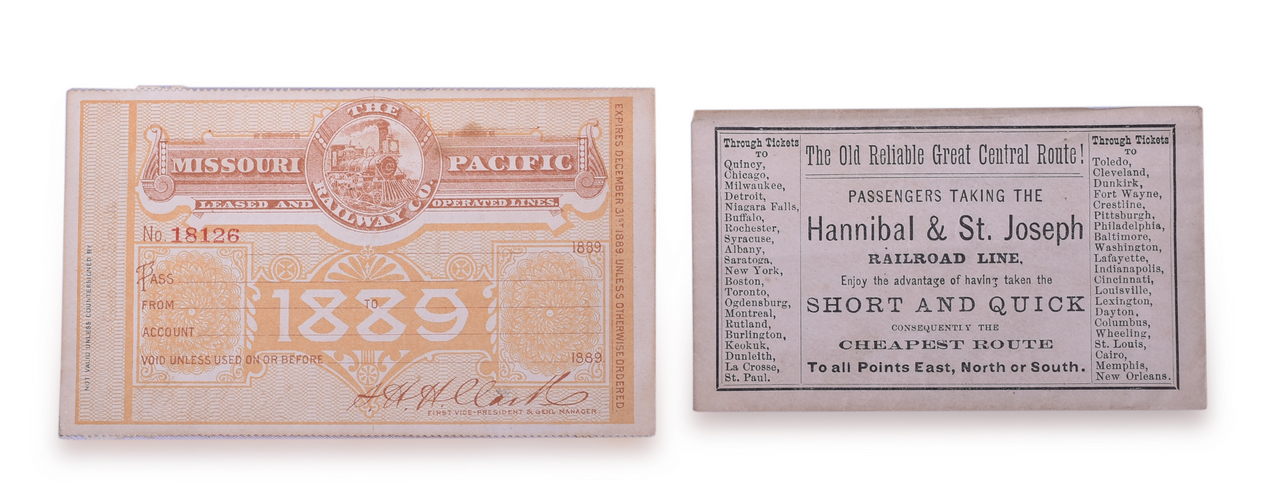 THE
MISSOURI PACIFIC
RAILWAY CO.
LEASED AND OPERATED LINES.
No. 18126
1889.
PASS
FROM
1889
TO
ACCOUNT
VOID UNLESS USED ON OR BEFORE 1889.
FIRST VICE-PRESIDENT & GENL MANAGER
NOT VALID UNLESS COUNTERSIGNED BY
EXPIRES DECEMBER 31ST 1889 UNLESS OTHERWISE ORDERED.
Through Tickets
TO
Quincy,
Chicago,
Milwaukee,
Detroit,
Niagara Falls,
Buffalo,
Rochester,
Syracuse,
Albany,
Saratoga,
New York,
Boston,
Toronto,
Ogdensburg,
Montreal,
Rutland,
Burlington,
Keokuk,
Dunleith,
La Crosse,
St. Paul.
The Old Reliable Great Central Route!
PASSENGERS TAKING THE
Hannibal & St. Joseph
RAILROAD LINE,
Enjoy the advantage of having taken the
SHORT AND QUICK
CONSEQUENTLY THE
CHEAPEST ROUTE
To all Points East, North or South.
Through Tickets
TO
Toledo,
Cleveland,
Dunkirk,
Fort Wayne,
Crestline,
Pittsburgh,
Philadelphia,
Baltimore,
Washington,
Lafayette,
Indianapolis,
Cincinnati,
Louisville,
Lexington,
Dayton,
Columbus,
Wheeling,
St. Louis,
Cairo,
Memphis,
New Orleans.